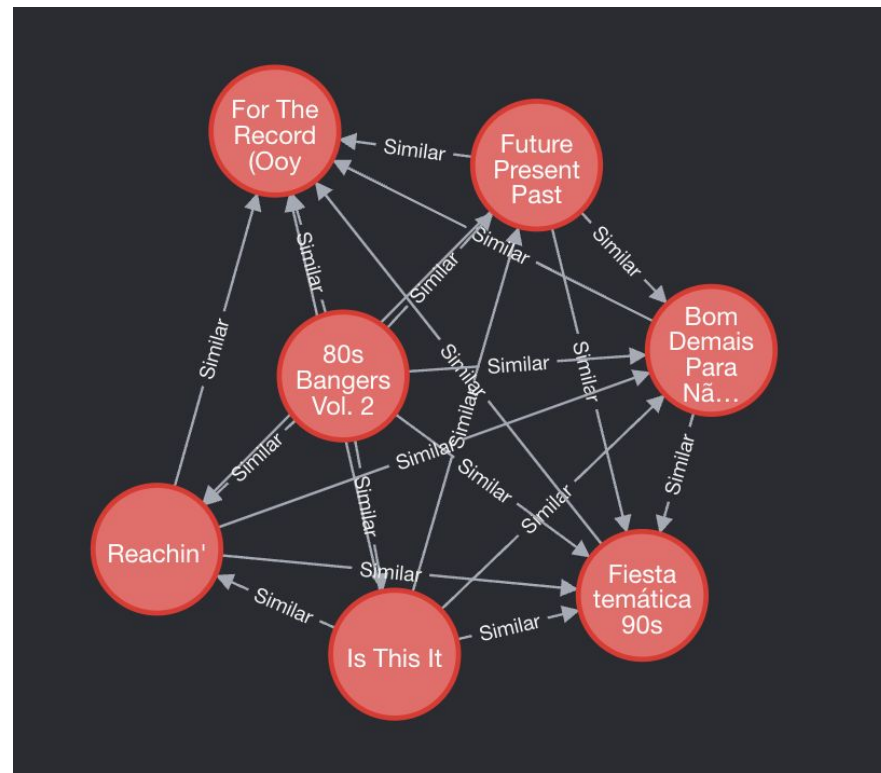 For The
Record
(Ooy
Similar
Future
Present
Past
Similar
Similar
Similar
Similar
80s
Bangers
Vol. 2
Similar
Bom
Demais
Para
Nã...
Similar
Similar
Similar
Similar
Similar
Similar
Similar
Similar
Similar
Similar
Reachin'
Similar
Similar
Similar
Is This It
Similar
Fiesta
temática
90s